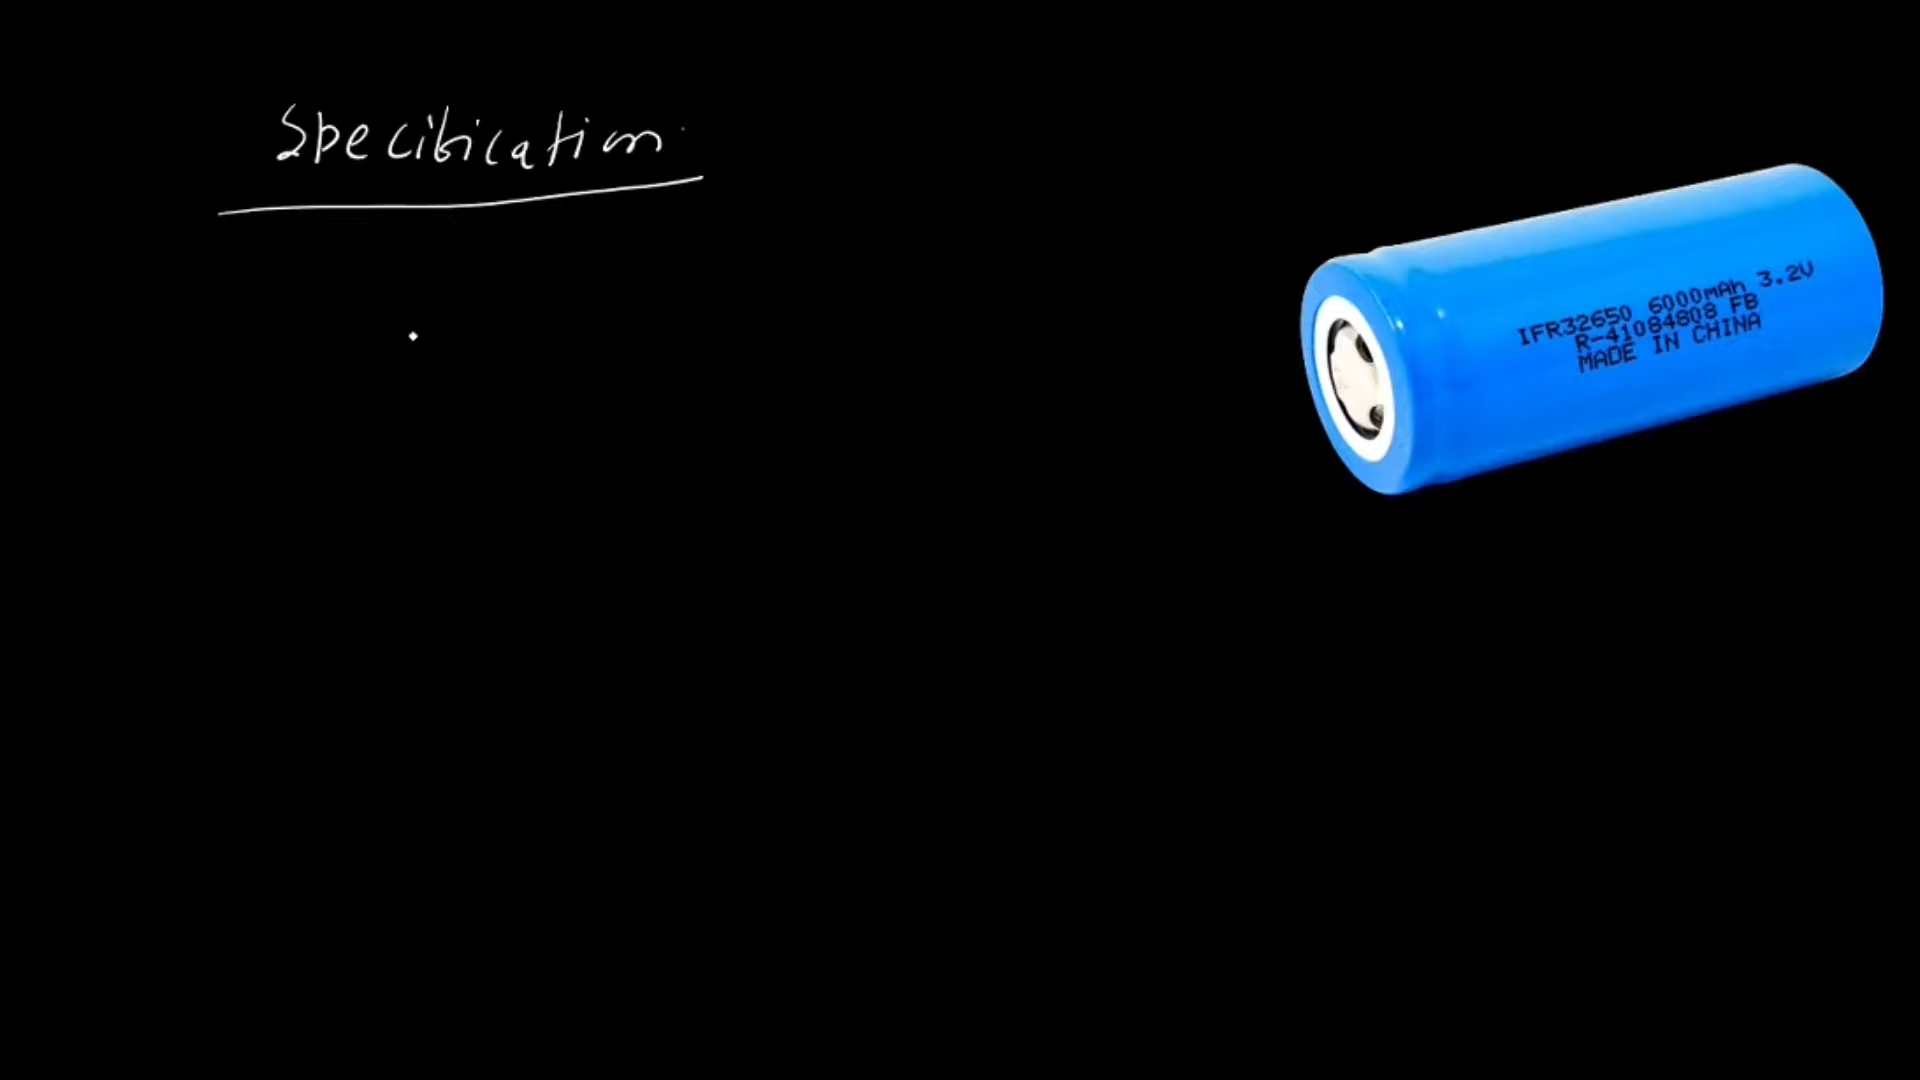 Specification
IFR32650 6000mAh 3.2V
R-41084808 FB
MADE IN CHINA